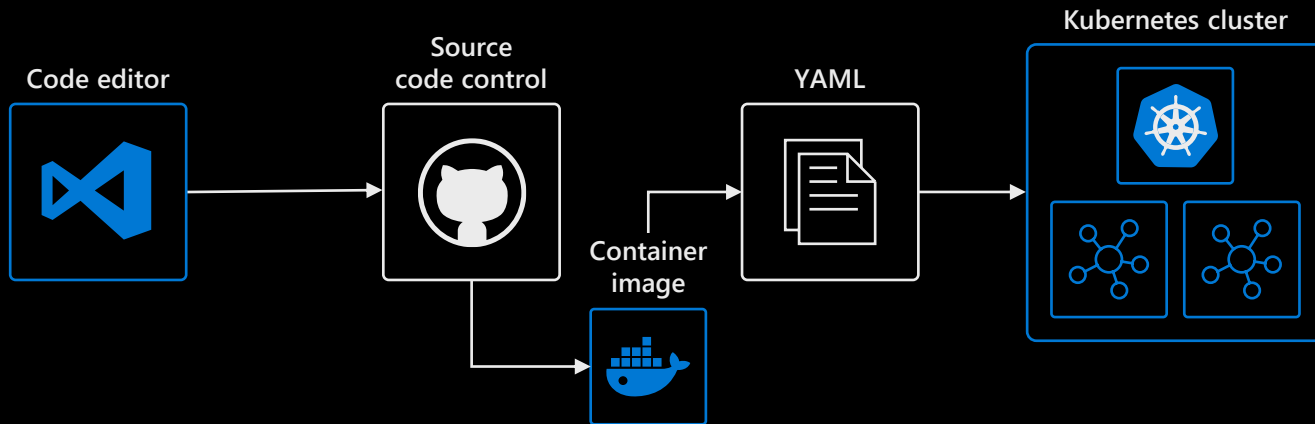 Code editor
Source
code control
Container
image
YAML
Kubernetes cluster